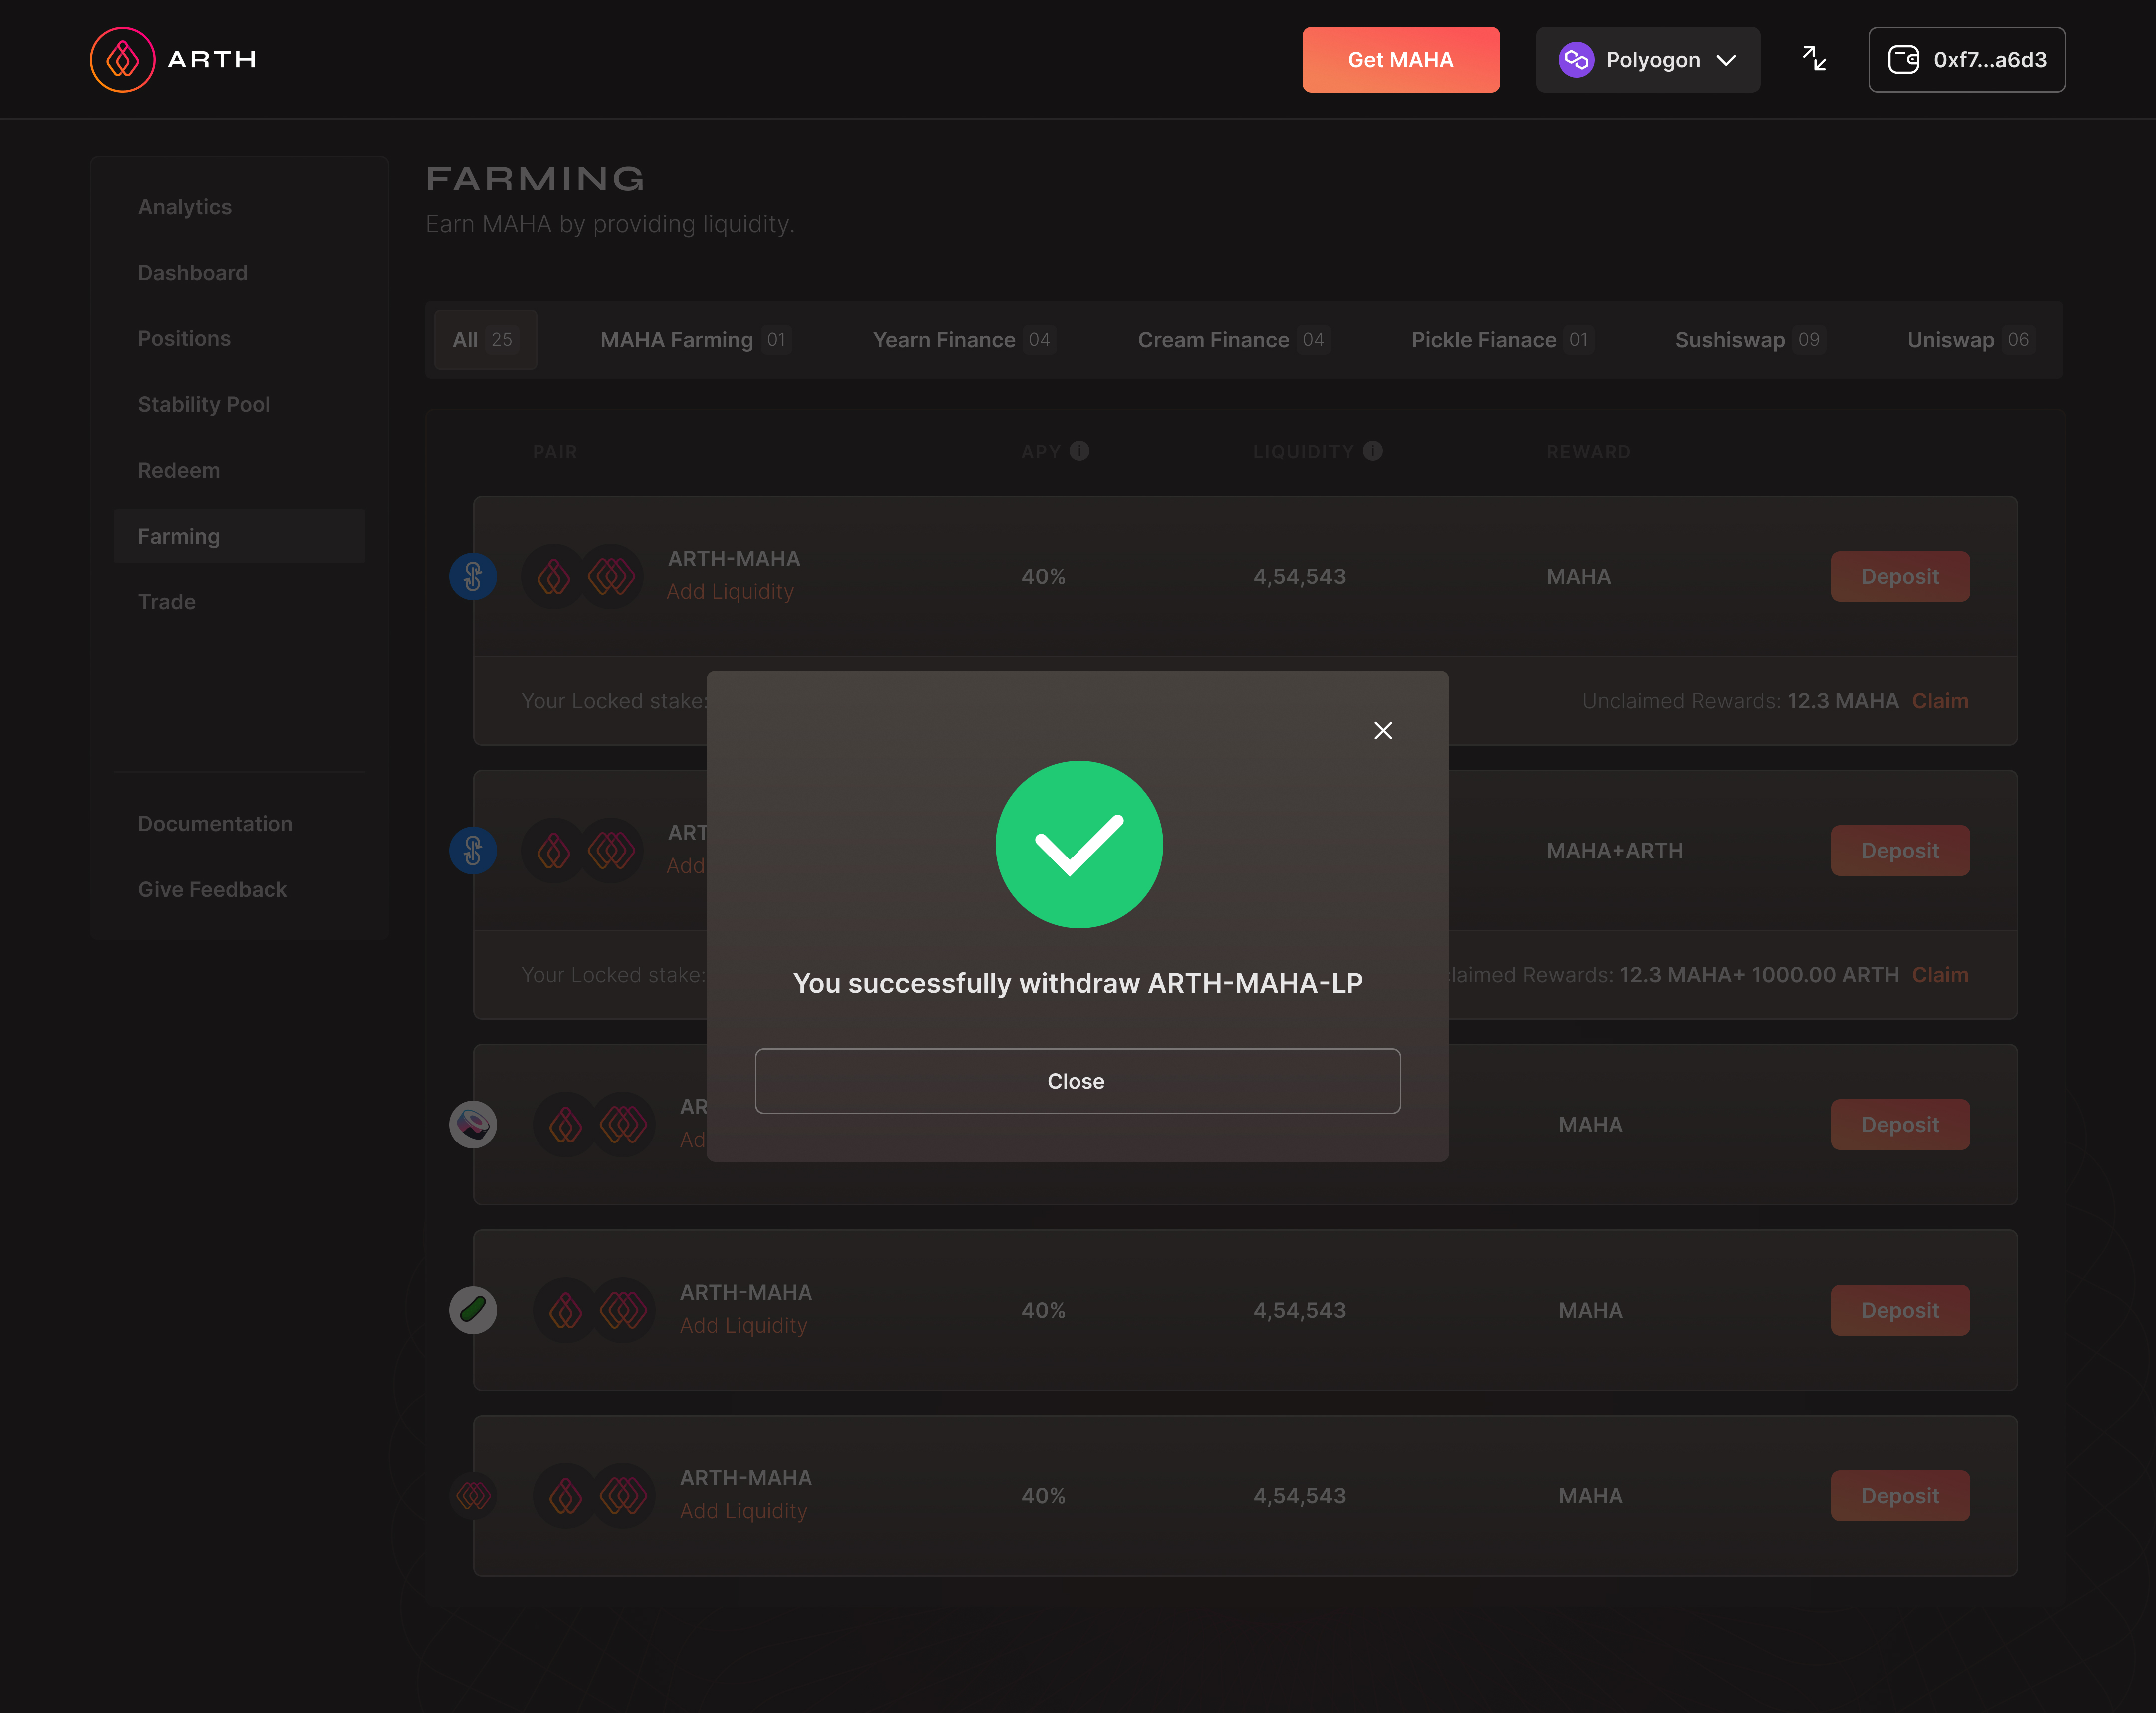 ARTH
Get MAHA
Polyogon
0xf7...a6d3
Analytics
Dashboard
Positions
Stability Pool
Redeem
Farming
Trade
Documentation
Give Feedback
FARMING
Earn MAHA by providing liquidity.
All 25
MAHA Farming 01
Yearn Finance 04
Cream Finance 04
Pickle Fianace 01
Sushiswap 09
Uniswap 06
PAIR
APY i
LIQUIDITY i
REWARD
ARTH-MAHA
Add Liquidity
40%
4,54,543
MAHA
Deposit
Your Locked stake:
Unclaimed Rewards: 12.3 MAHA Claim
ART
Add
MAHA+ARTH
Deposit
Your Locked stake:
laimed Rewards: 12.3 MAHA+ 1000.00 ARTH Claim
AR
Ad
MAHA
Deposit
ARTH-MAHA
Add Liquidity
40%
4,54,543
MAHA
Deposit
ARTH-MAHA
Add Liquidity
40%
4,54,543
MAHA
Deposit
You successfully withdraw ARTH-MAHA-LP
Close